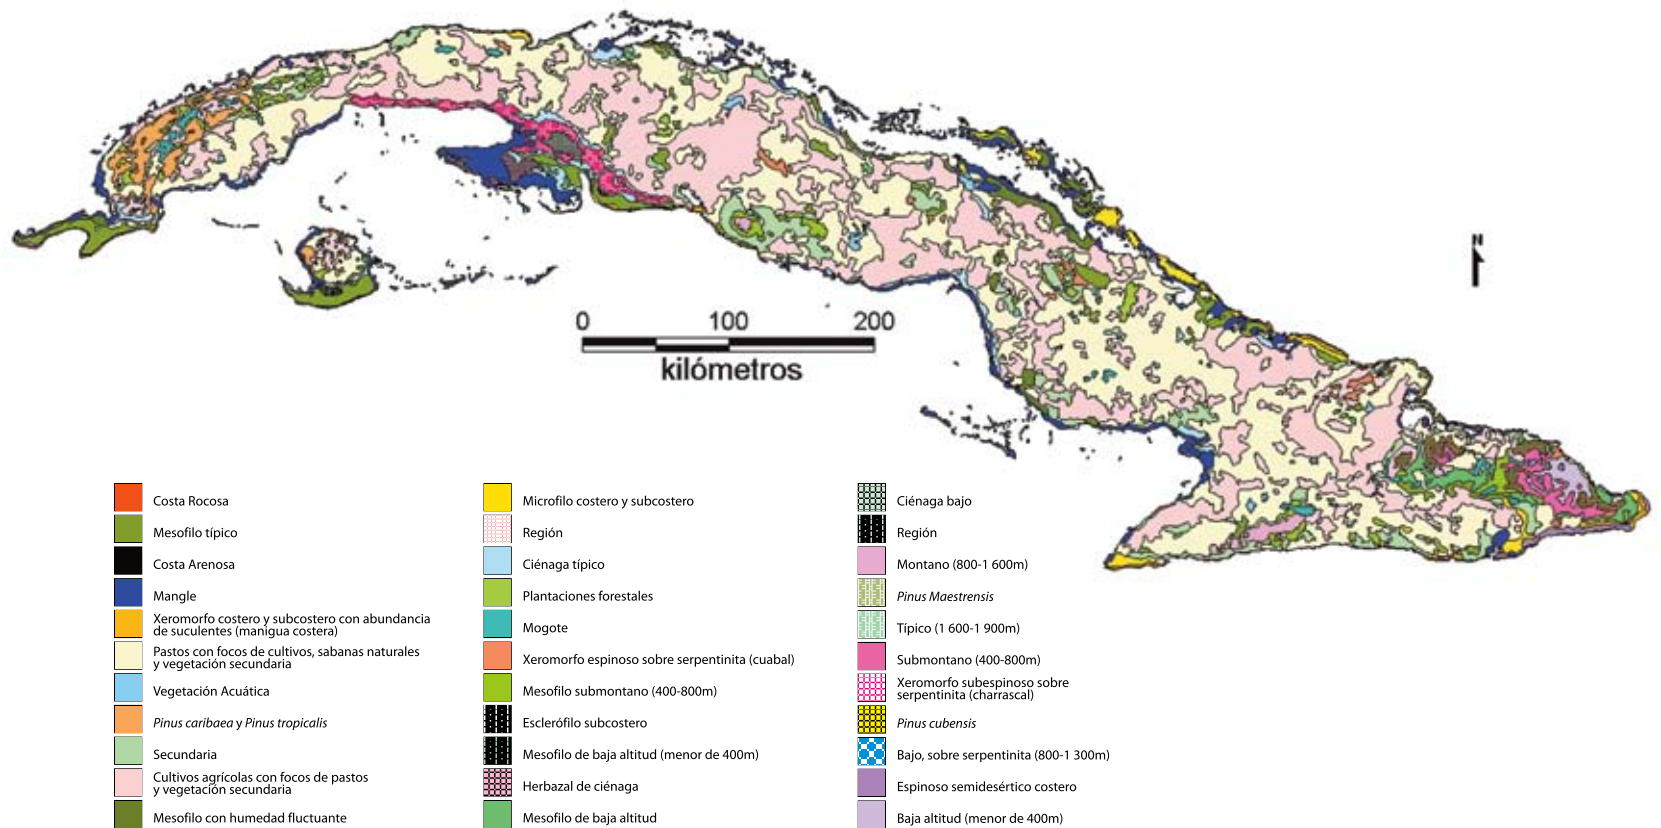 N
0 100 200
kilómetros
Costa Rocosa
Mesofilo típico
Costa Arenosa
Mangle
Xeromorfo costero y subcostero con abundancia
de suculentes (manigua costera)
Pastos con focos de cultivos, sabanas naturales
y vegetación secundaria
Vegetación Acuática
Pinus caribaea y Pinus tropicalis
Secundaria
Cultivos agrícolas con focos de pastos
y vegetación secundaria
Mesofilo con humedad fluctuante
Microfilo costero y subcostero
Región
Ciénaga típico
Plantaciones forestales
Mogote
Xeromorfo espinoso sobre serpentinita (cuabal)
Mesofilo submontano (400-800m)
Esclerófilo subcostero
Mesofilo de baja altitud (menor de 400m)
Herbazal de ciénaga
Mesofilo de baja altitud
Ciénaga bajo
Región
Montano (800-1 600m)
Pinus Maestrensis
Típico (1 600-1 900m)
Submontano (400-800m)
Xeromorfo subespinoso sobre
serpentinita (charrascal)
Pinus cubensis
Bajo, sobre serpentinita (800-1 300m)
Espinoso semidesértico costero
Baja altitud (menor de 400m)